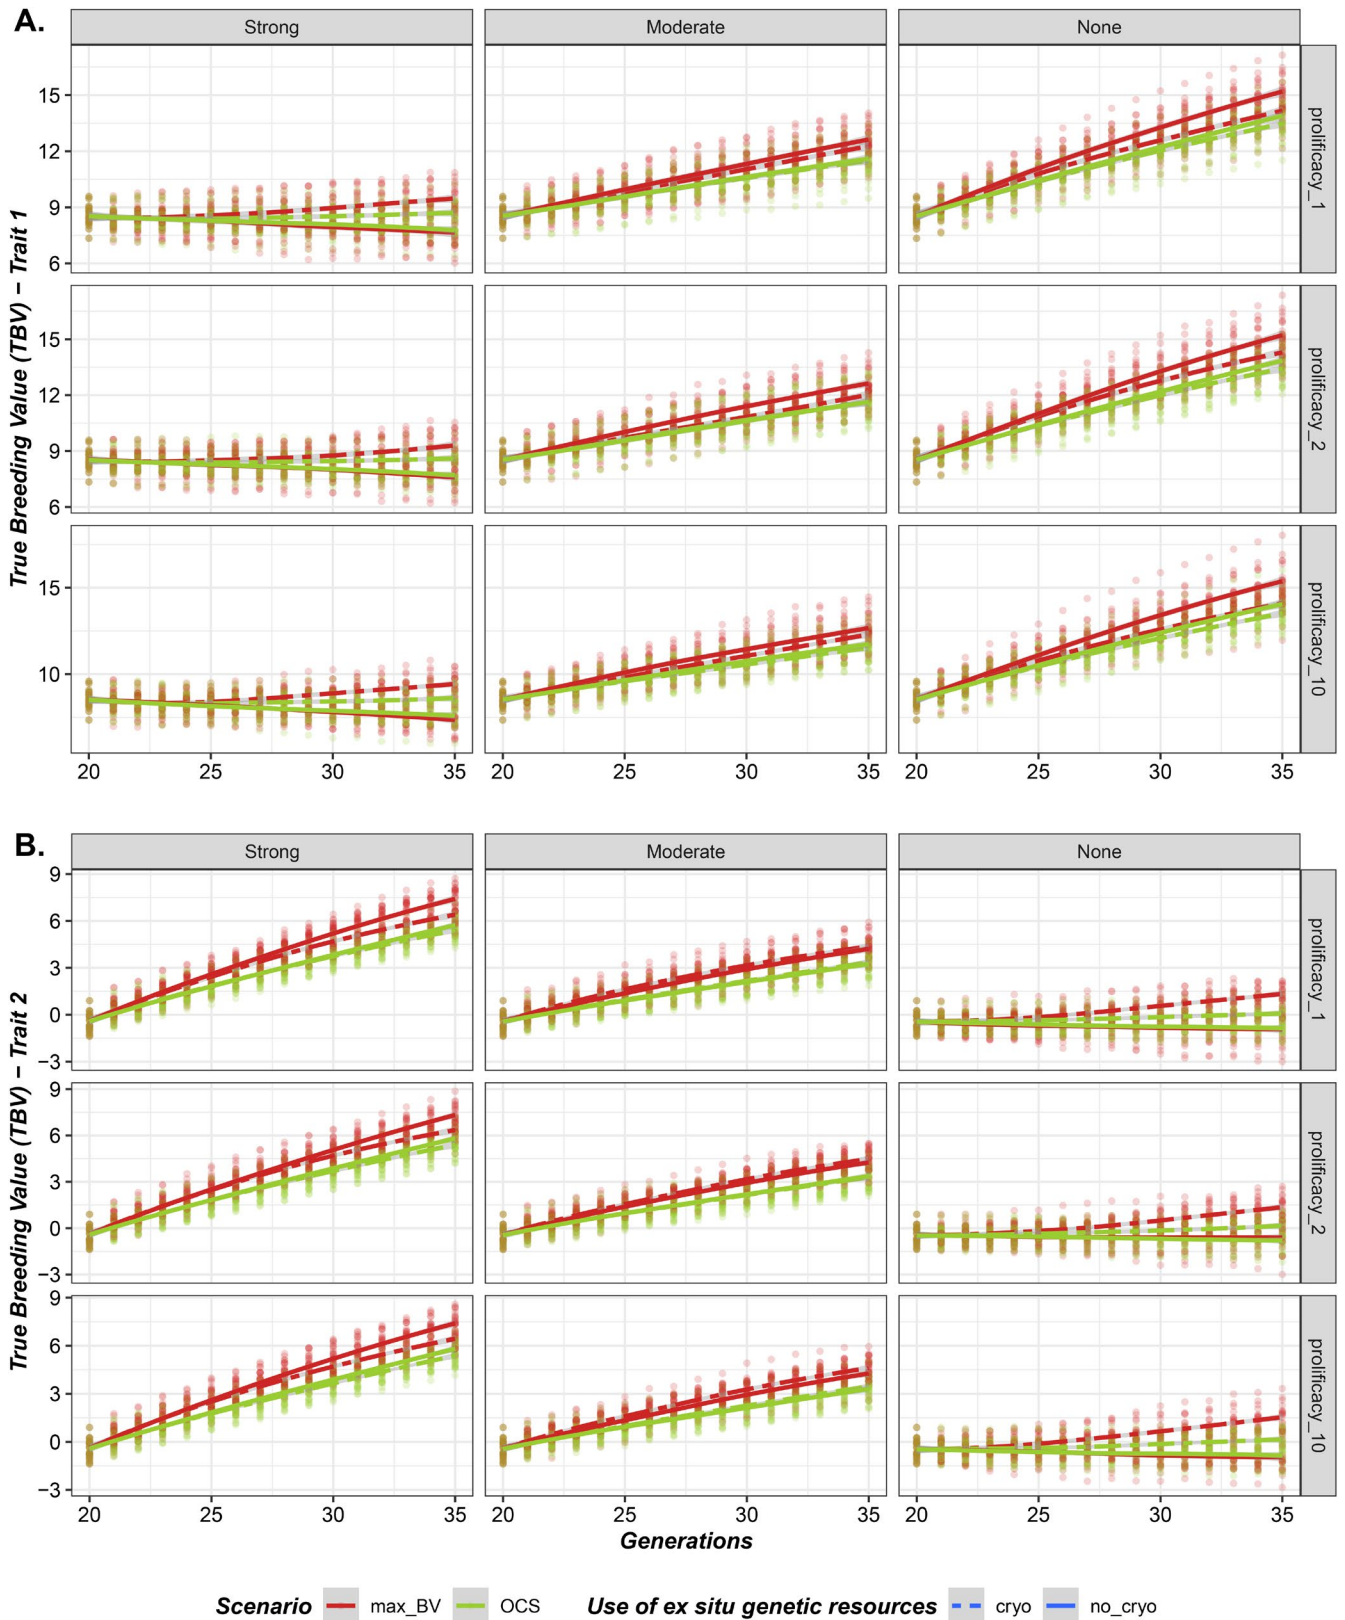 A.
Strong Moderate None
True Breeding Value (TBV) − Trait 1
15
12
9
6
prolificacy_1
15
12
9
6
prolificacy_2
15
10
prolificacy_10
20 25 30 35 20 25 30 35 20 25 30 35
B.
Strong Moderate None
True Breeding Value (TBV) − Trait 2
9
6
3
0
−3
prolificacy_1
9
6
3
0
−3
prolificacy_2
9
6
3
0
−3
prolificacy_10
20 25 30 35 20 25 30 35 20 25 30 35
Generations
Scenario max_BV OCS Use of ex situ genetic resources cryo no_cryo